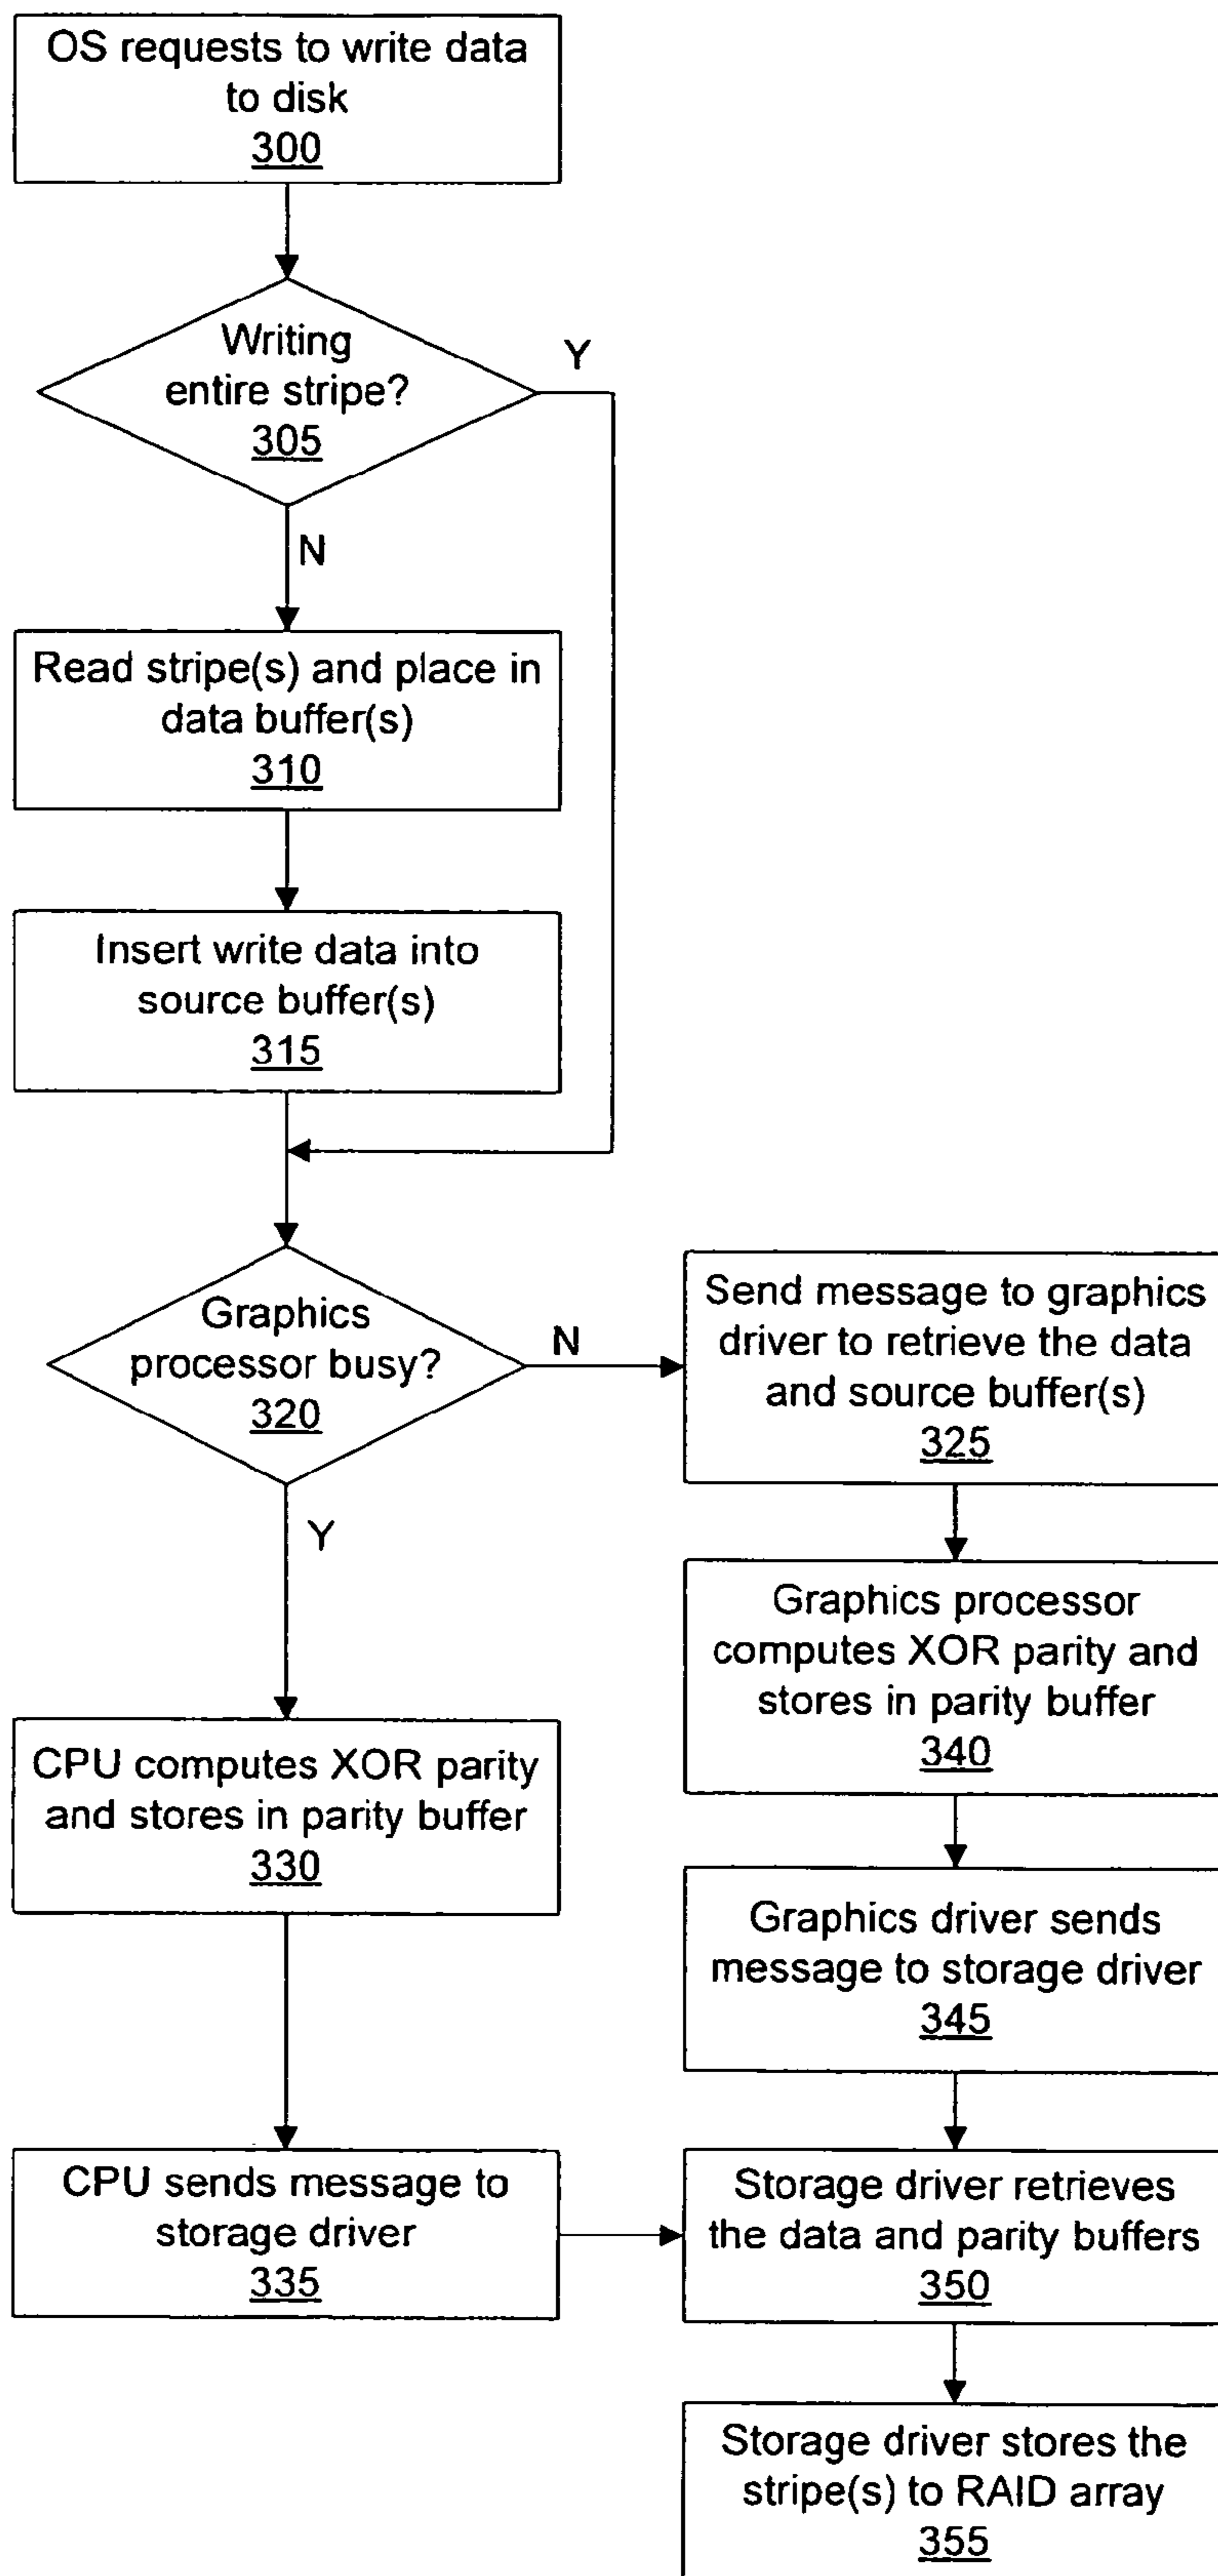 OS requests to write data
to disk
300
Writing
entire stripe?
305
Y
N
Read stripe(s) and place in
data buffer(s)
310
Insert write data into
source buffer(s)
315
Graphics
processor busy?
320
N
Y
Send message to graphics
driver to retrieve the data
and source buffer(s)
325
Graphics processor
computes XOR parity and
stores in parity buffer
340
CPU computes XOR parity
and stores in parity buffer
330
Graphics driver sends
message to storage driver
345
CPU sends message to
storage driver
335
Storage driver retrieves
the data and parity buffers
350
Storage driver stores the
stripe(s) to RAID array
355